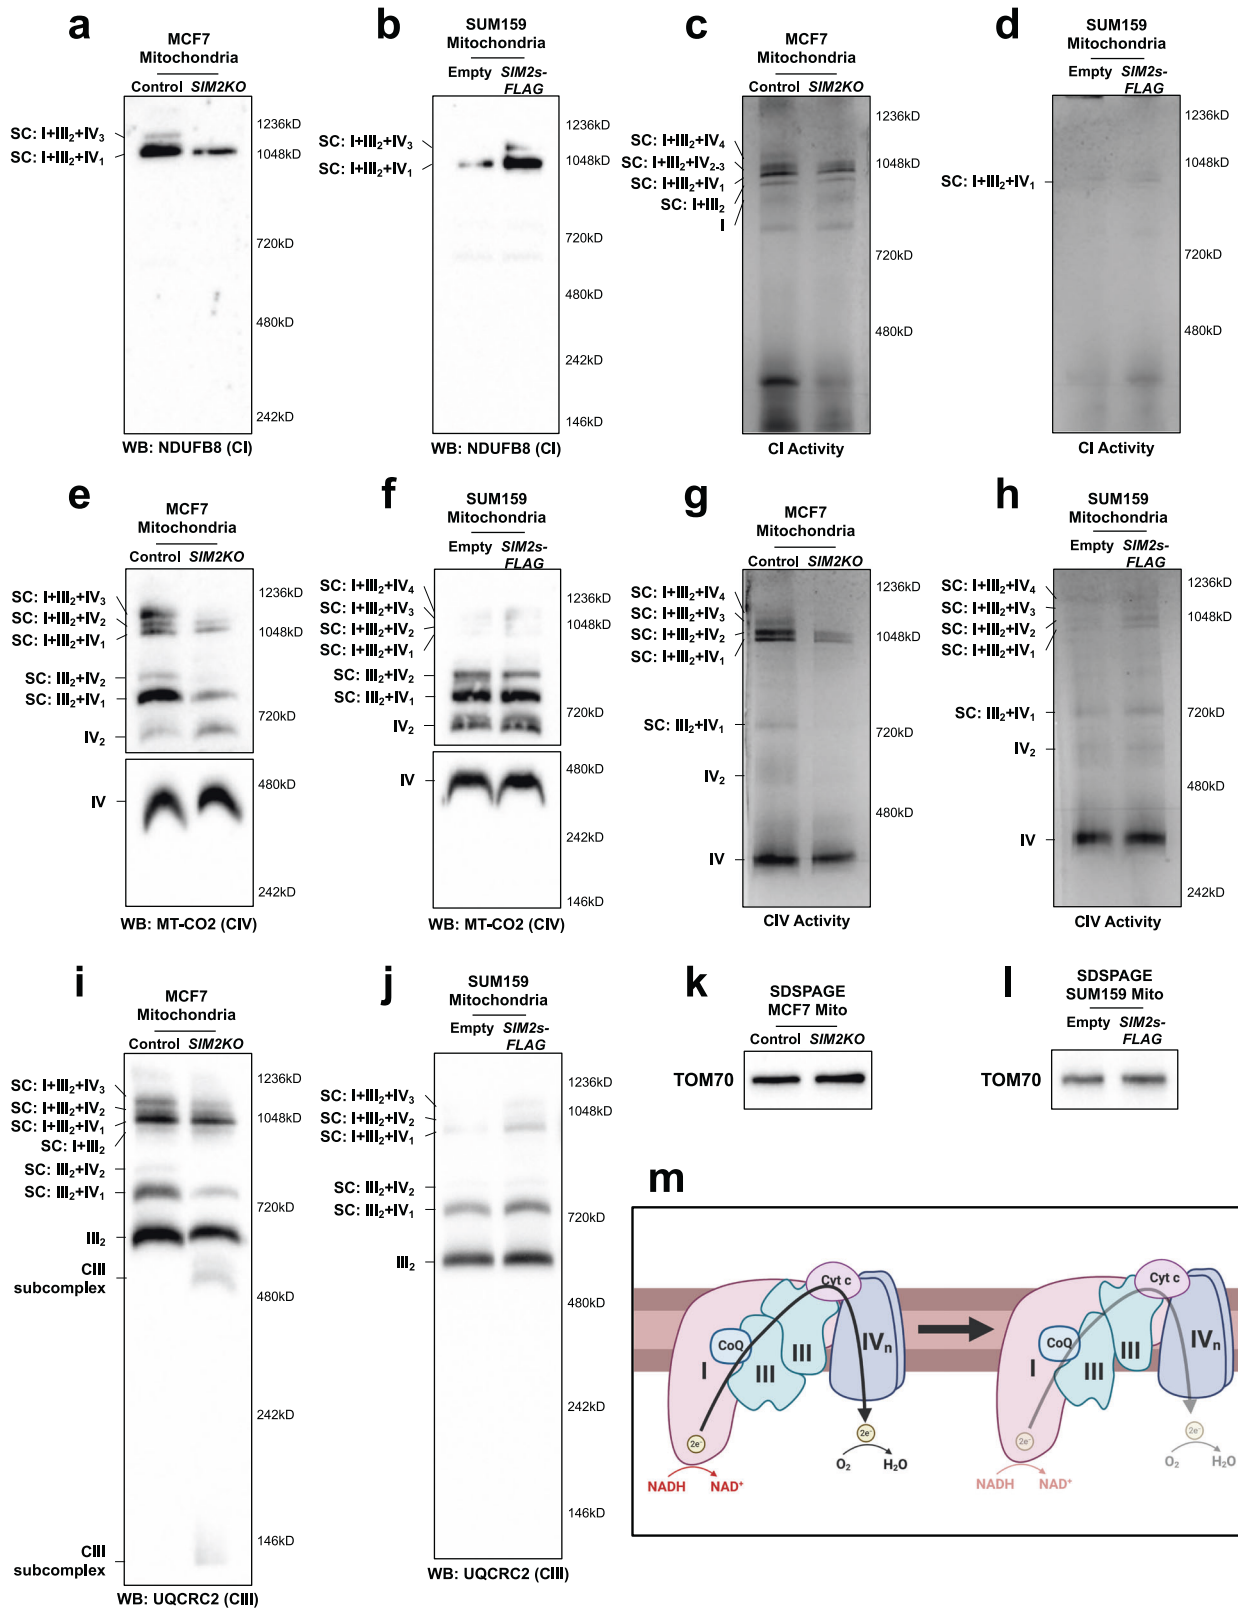 a
MCF7
Mitochondria
Control SIM2KO
SC: I+III₂+IV₃
SC: I+III₂+IV₁
1236kD
1048kD
720kD
480kD
242kD
WB: NDUFB8 (CI)
b
SUM159
Mitochondria
Empty SIM2s-
FLAG
SC: I+III₂+IV₃
SC: I+III₂+IV₁
1236kD
1048kD
720kD
480kD
242kD
146kD
WB: NDUFB8 (CI)
c
MCF7
Mitochondria
Control SIM2KO
SC: I+III₂+IV₄
SC: I+III₂+IV₂₋₃
SC: I+III₂+IV₁
SC: I+III₂
I
1236kD
1048kD
720kD
480kD
CI Activity
d
SUM159
Mitochondria
Empty SIM2s-
FLAG
SC: I+III₂+IV₁
1236kD
1048kD
720kD
480kD
CI Activity
e
MCF7
Mitochondria
Control SIM2KO
SC: I+III₂+IV₃
SC: I+III₂+IV₂
SC: I+III₂+IV₁
SC: III₂+IV₂
SC: III₂+IV₁
IV₂
IV
1236kD
1048kD
720kD
480kD
242kD
WB: MT-CO2 (CIV)
f
SUM159
Mitochondria
Empty SIM2s-
FLAG
SC: I+III₂+IV₄
SC: I+III₂+IV₃
SC: I+III₂+IV₂
SC: I+III₂+IV₁
SC: III₂+IV₂
SC: III₂+IV₁
IV₂
IV
1236kD
1048kD
720kD
480kD
242kD
146kD
WB: MT-CO2 (CIV)
g
MCF7
Mitochondria
Control SIM2KO
SC: I+III₂+IV₄
SC: I+III₂+IV₃
SC: I+III₂+IV₂
SC: I+III₂+IV₁
SC: III₂+IV₁
IV₂
IV
1236kD
1048kD
720kD
480kD
CIV Activity
h
SUM159
Mitochondria
Empty SIM2s-
FLAG
SC: I+III₂+IV₄
SC: I+III₂+IV₃
SC: I+III₂+IV₂
SC: I+III₂+IV₁
SC: III₂+IV₁
IV₂
IV
1236kD
1048kD
720kD
480kD
242kD
CIV Activity
i
MCF7
Mitochondria
Control SIM2KO
SC: I+III₂+IV₃
SC: I+III₂+IV₂
SC: I+III₂+IV₁
SC: I+III₂
SC: III₂+IV₂
SC: III₂+IV₁
III₂
CIII
subcomplex
CIII
subcomplex
1236kD
1048kD
720kD
480kD
242kD
146kD
WB: UQCRC2 (CIII)
j
SUM159
Mitochondria
Empty SIM2s-
FLAG
SC: I+III₂+IV₃
SC: I+III₂+IV₂
SC: I+III₂+IV₁
SC: III₂+IV₂
SC: III₂+IV₁
III₂
1236kD
1048kD
720kD
480kD
242kD
146kD
WB: UQCRC2 (CIII)
k
SDSPAGE
MCF7 Mito
Control SIM2KO
TOM70
l
SDSPAGE
SUM159 Mito
Empty SIM2s-
FLAG
TOM70
m
Cyt c
CoQ
I
III
III
IVₙ
2e⁻
2e⁻
O₂ H₂O
NADH NAD⁺
Cyt c
CoQ
I
III
III
IVₙ
2e⁻
2e⁻
O₂ H₂O
NADH NAD⁺